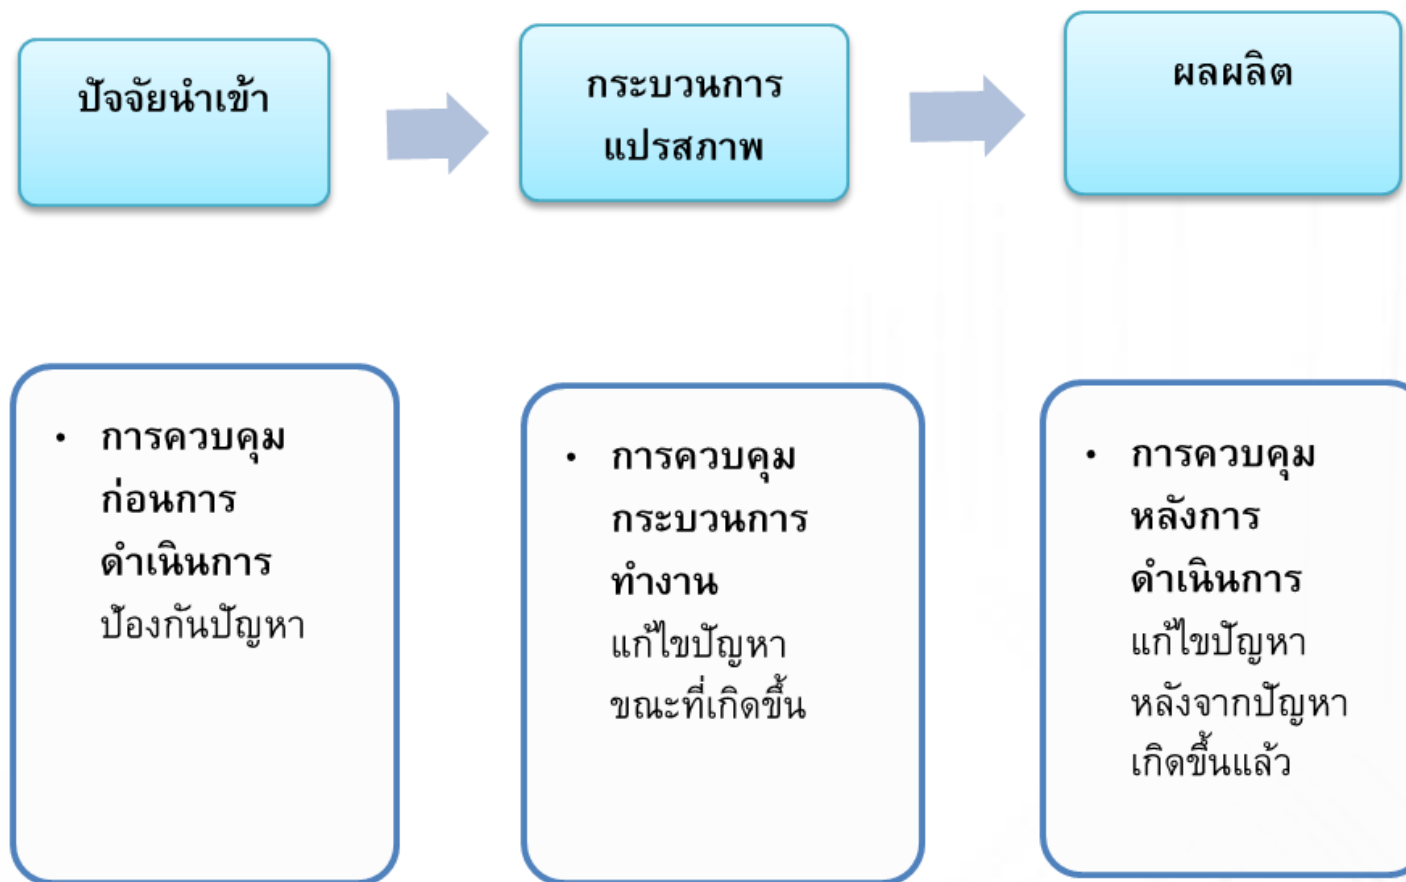 ปัจจัยนำเข้า
กระบวนการ
แปรสภาพ
ผลผลิต
• การควบคุม
ก่อนการ
ดำเนินการ
ป้องกันปัญหา
• การควบคุม
กระบวนการ
ทำงาน
แก้ไขปัญหา
ขณะที่เกิดขึ้น
• การควบคุม
หลังการ
ดำเนินการ
แก้ไขปัญหา
หลังจากปัญหา
เกิดขึ้นแล้ว